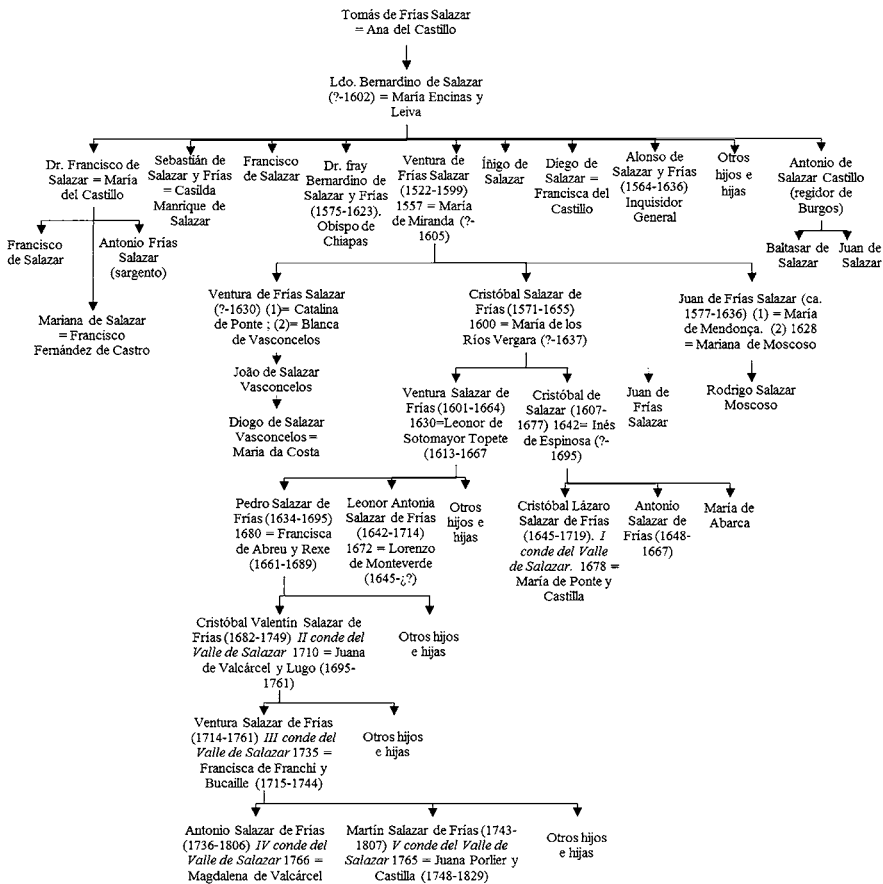 Tomás de Frías Salazar
= Ana del Castillo
Ldo. Bernardino de Salazar
(?-1602) = María Encinas y
Leiva
Dr. Francisco de
Salazar = María
del Castillo
Sebastián de
Salazar y Frías
= Casilda
Manrique de
Salazar
Francisco
de Salazar
Dr. fray
Bernardino de
Salazar y Frías
(1575-1623).
Obispo de
Chiapas
Ventura de
Frías Salazar
(1522-1599)
1557 = María
de Miranda (?-
1605)
Íñigo de
Salazar
Diego de
Salazar =
Francisca del
Castillo
Alonso de
Salazar y Frías
(1564-1636)
Inquisidor
General
Otros
hijos e
hijas
Antonio de
Salazar Castillo
(regidor de
Burgos)
Francisco
de Salazar
Antonio Frías
Salazar
(sargento)
Baltasar de
Salazar
Juan de
Salazar
Mariana de Salazar
= Francisco
Fernández de Castro
Ventura de Frías Salazar
(?-1630) (1)= Catalina
de Ponte ; (2)= Blanca
de Vasconcelos
Cristóbal Salazar de
Frías (1571-1655)
1600 = María de los
Ríos Vergara (?-1637)
Juan de Frías Salazar (ca.
1577-1636) (1) = María
de Mendonça. (2) 1628
= Mariana de Moscoso
João de Salazar
Vasconcelos
Diogo de Salazar
Vasconcelos =
Maria da Costa
Ventura Salazar de
Frías (1601-1664)
1630=Leonor de
Sotomayor Topete
(1613-1667
Cristóbal de
Salazar (1607-
1677) 1642= Inés
de Espinosa (?-
1695)
Juan de
Frías
Salazar
Rodrigo Salazar
Moscoso
Pedro Salazar de
Frías (1634-1695)
1680 = Francisca
de Abreu y Rexe
(1661-1689)
Leonor Antonia
Salazar de Frías
(1642-1714)
1672 = Lorenzo
de Monteverde
(1645-¿?)
Otros
hijos e
hijas
Cristóbal Lázaro
Salazar de Frías
(1645-1719). I
conde del Valle
de Salazar. 1678 =
María de Ponte y
Castilla
Antonio
Salazar de
Frías (1648-
1667)
María de
Abarca
Cristóbal Valentín Salazar de
Frías (1682-1749) II conde del
Valle de Salazar 1710 = Juana
de Valcárcel y Lugo (1695-
1761)
Otros hijos
e hijas
Ventura Salazar de Frías
(1714-1761) III conde del
Valle de Salazar 1735 =
Francisca de Franchi y
Bucaille (1715-1744)
Otros hijos
e hijas
Antonio Salazar de Frías
(1736-1806) IV conde del
Valle de Salazar 1766 =
Magdalena de Valcárcel
Martín Salazar de Frías (1743-
1807) V conde del Valle de
Salazar 1765 = Juana Porlier y
Castilla (1748-1829)
Otros hijos
e hijas